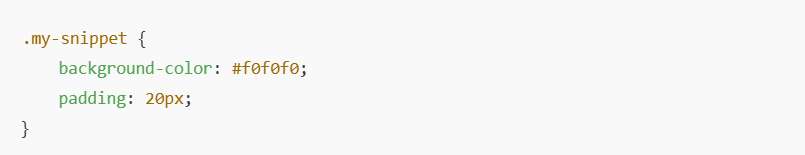 .my-snippet {
    background-color: #f0f0f0;
    padding: 20px;
}